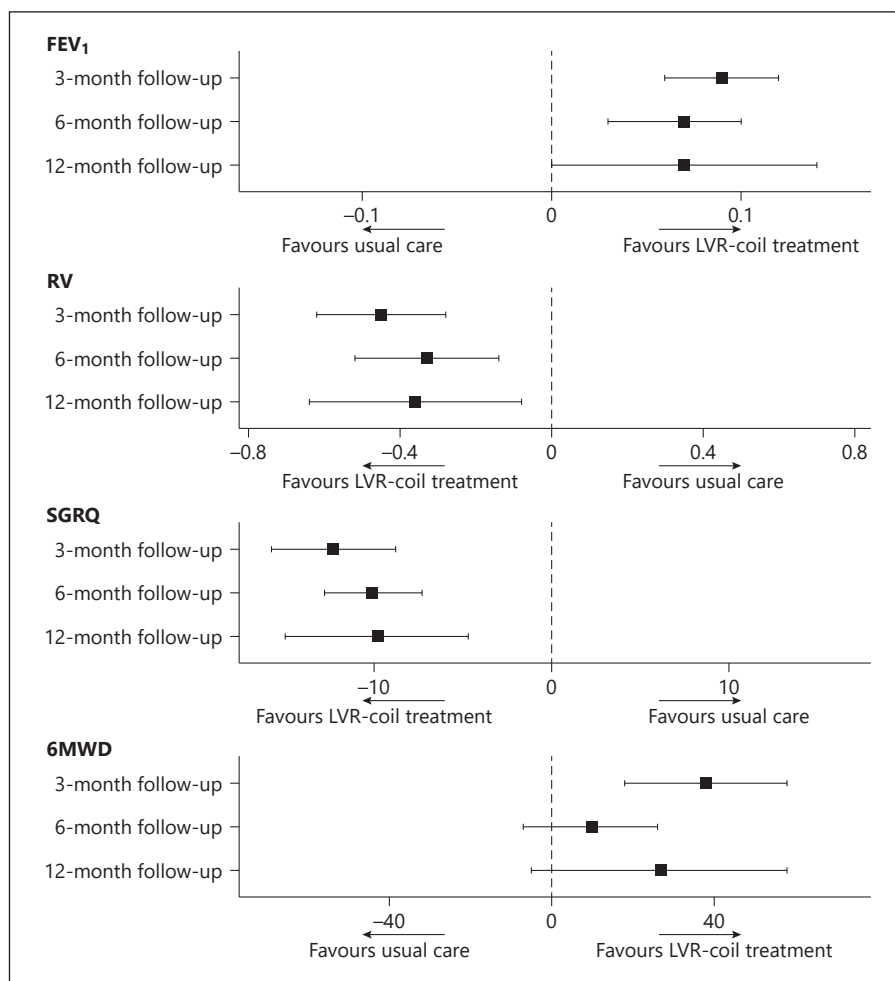 FEV₁
3-month follow-up
6-month follow-up
12-month follow-up
–0.1 0 0.1
Favours usual care Favours LVR-coil treatment
RV
3-month follow-up
6-month follow-up
12-month follow-up
–0.8 –0.4 0 0.4 0.8
Favours LVR-coil treatment Favours usual care
SGRQ
3-month follow-up
6-month follow-up
12-month follow-up
–10 0 10
Favours LVR-coil treatment Favours usual care
6MWD
3-month follow-up
6-month follow-up
12-month follow-up
–40 0 40
Favours usual care Favours LVR-coil treatment